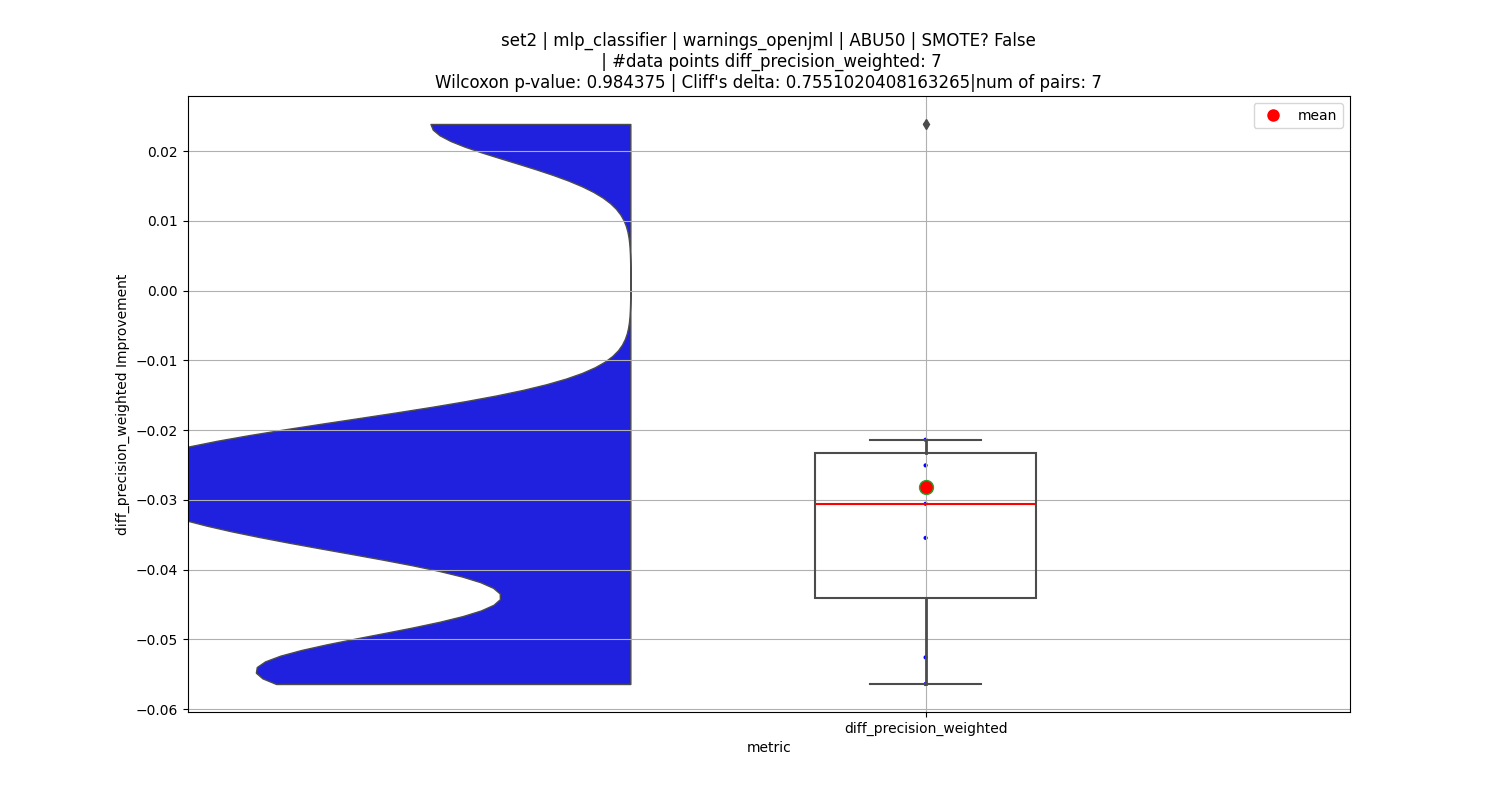 set2 | mlp_classifier | warnings_openjml | ABU50 | SMOTE? False
| #data points diff_precision_weighted: 7
Wilcoxon p-value: 0.984375 | Cliff's delta: 0.7551020408163265|num of pairs: 7
mean
0.02
0.01
0.00
−0.01
−0.02
−0.03
−0.04
−0.05
−0.06
diff_precision_weighted Improvement
diff_precision_weighted
metric